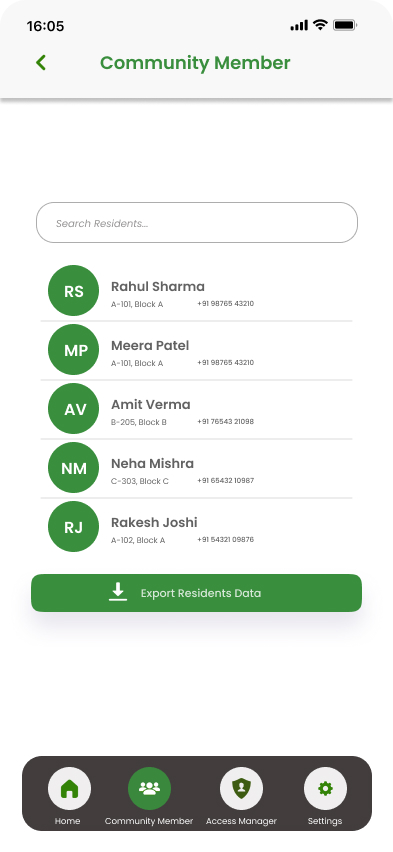 16:05
Community Member
Search Residents...
RS
Rahul Sharma
A-101, Block A +91 98765 43210
MP
Meera Patel
A-101, Block A +91 98765 43210
AV
Amit Verma
B-205, Block B +91 76543 21098
NM
Neha Mishra
C-303, Block C +91 65432 10987
RJ
Rakesh Joshi
A-102, Block A +91 54321 09876
Export Residents Data
Home Community Member Access Manager Settings